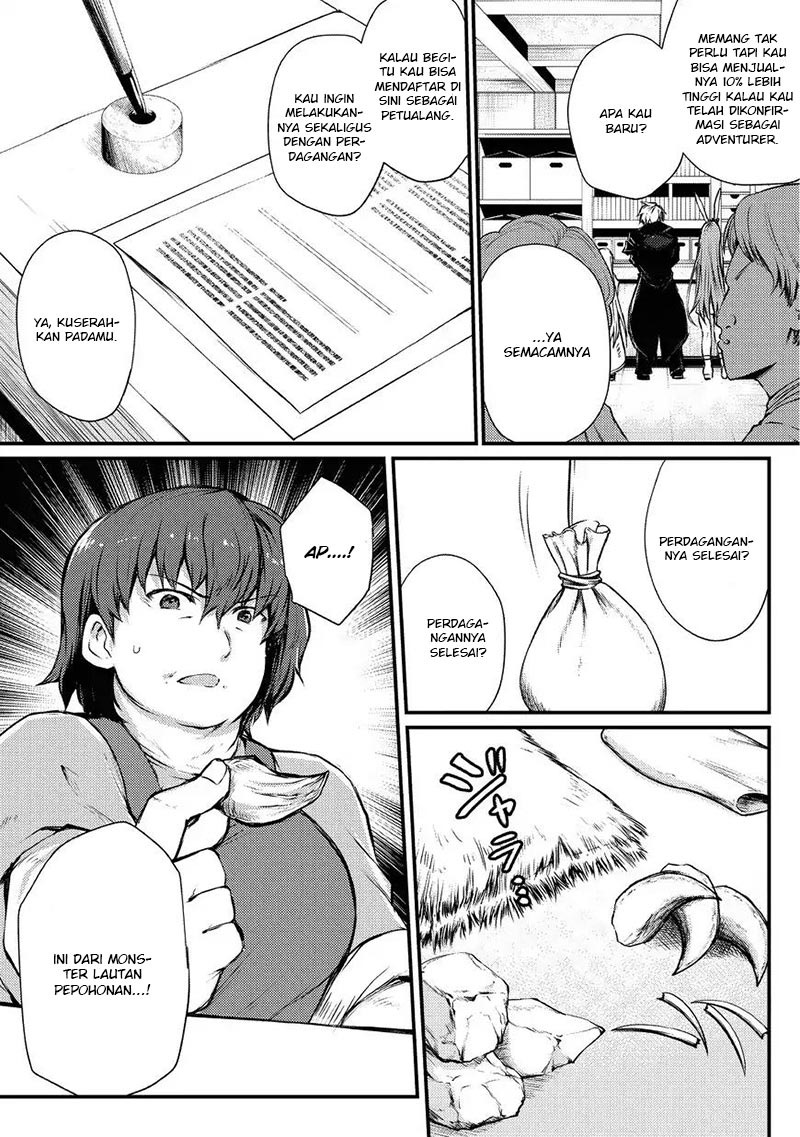 MEMANG TAK
PERLU TAPI KAU
BISA MENJUAL-
NYA 10% LEBIH
TINGGI KALAU KAU
TELAH DIKONFIR-
MASI SEBAGAI
ADVENTURER.
APA KAU
BARU?
...YA
SEMACAMNYA
KALAU BEGI-
TU KAU BISA
MENDAFTAR DI
SINI SEBAGAI
PETUALANG.
KAU INGIN
MELAKUKAN-
NYA SEKALIGUS
DENGAN PER-
DAGANGAN?
YA, KUSERAH-
KAN PADAMU.
PERDAGANGAN-
NYA SELESAI?
PERDAGA-
NGANNYA
SELESAI?
ジャラ…
AP....!
INI DARI MONS-
TER LAUTAN
PEPOHONAN...!